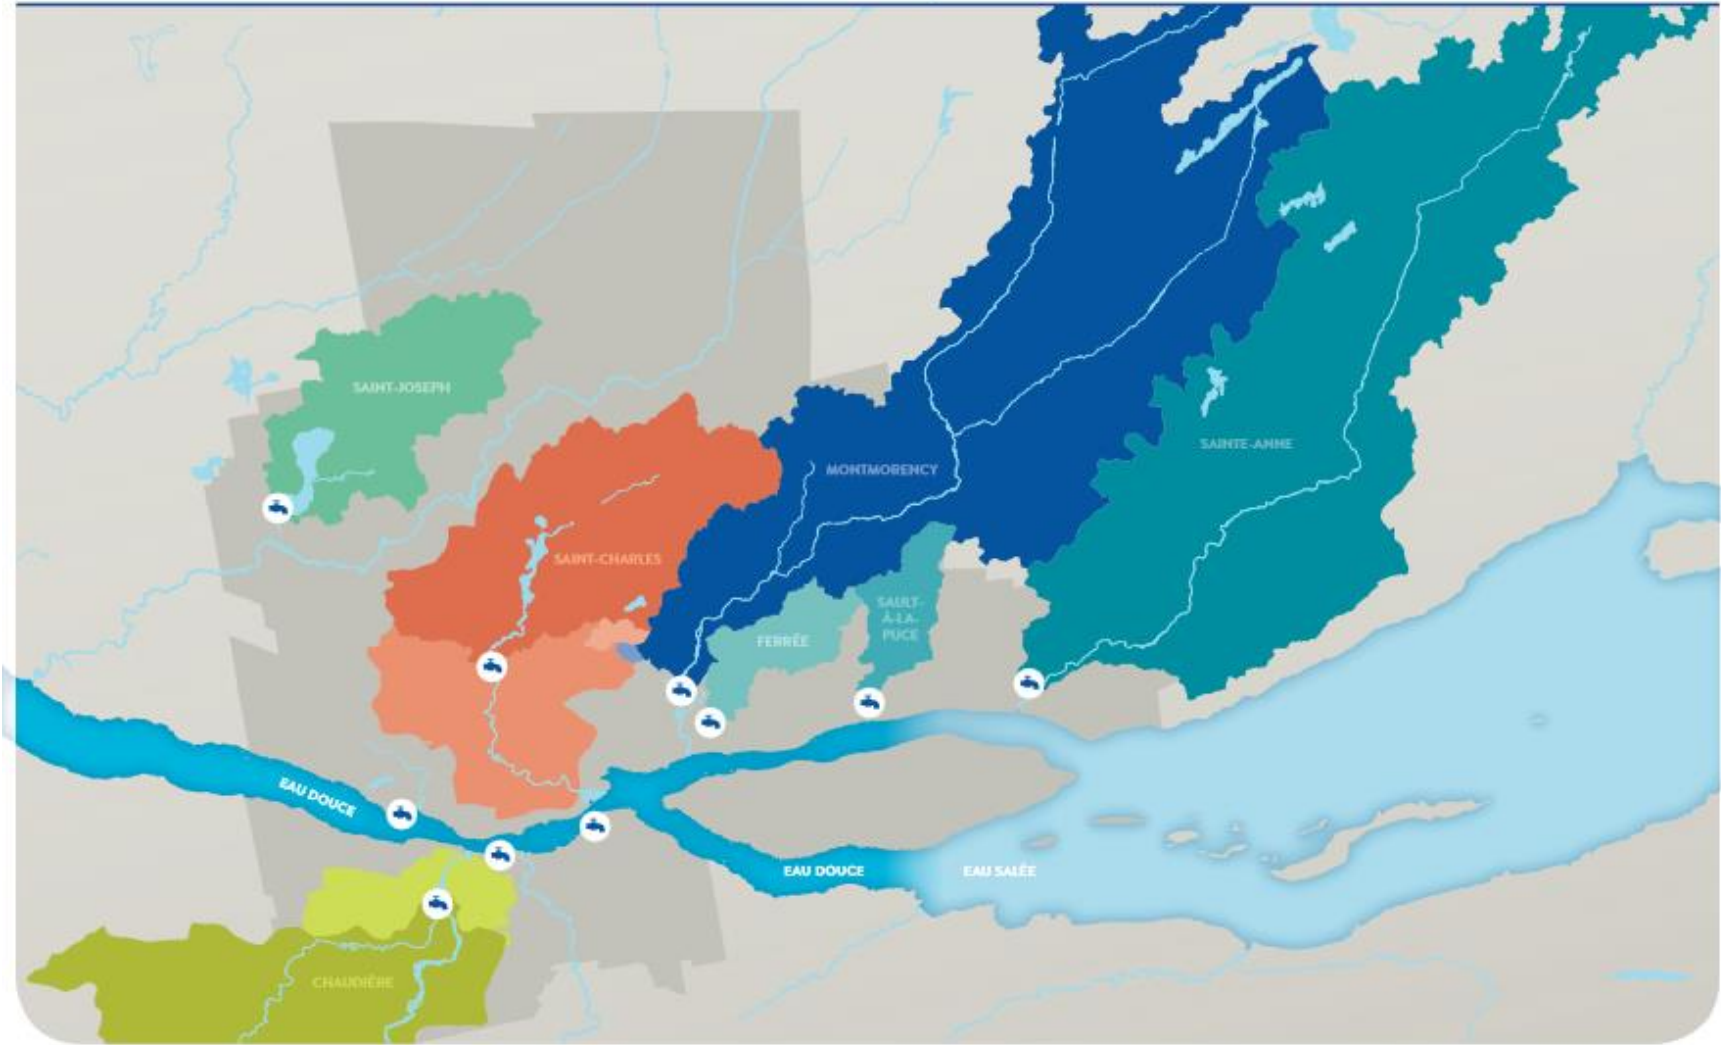 SAINT-JOSEPH
SAINTE-ANNE
MONTMORENCY
SAINT-CHARLES
SAULT-
À-LA-
PUCE
FERRÉE
EAU DOUCE
EAU DOUCE
EAU SALÉE
CHAUDIÈRE